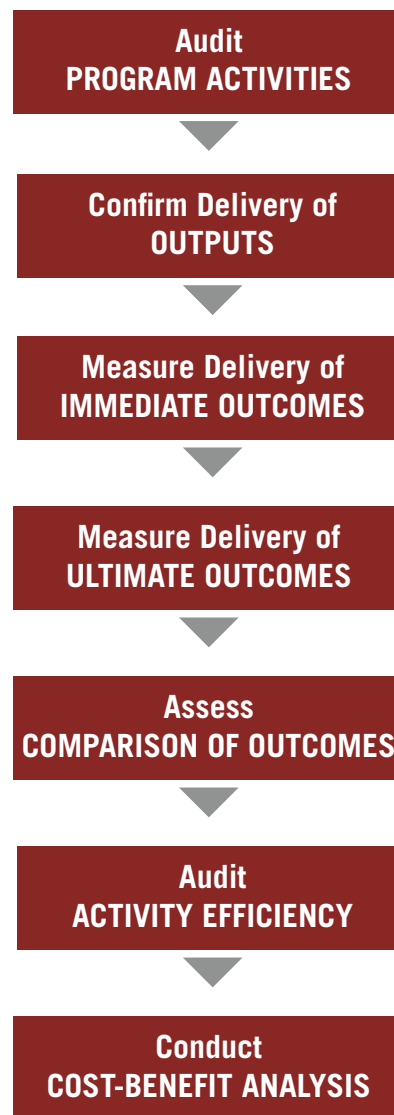 Audit
PROGRAM ACTIVITIES
Confirm Delivery of
OUTPUTS
Measure Delivery of
IMMEDIATE OUTCOMES
Measure Delivery of
ULTIMATE OUTCOMES
Assess
COMPARISON OF OUTCOMES
Audit
ACTIVITY EFFICIENCY
Conduct
COST-BENEFIT ANALYSIS